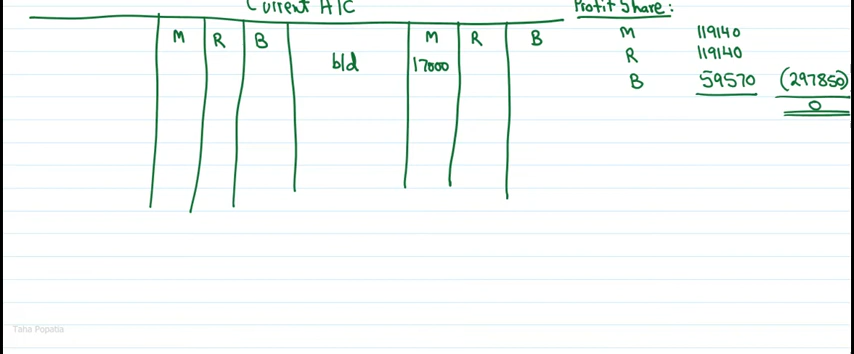 Current A/C
Profit Share:
M R B M R B
b/d 17000
M 119140
R 119140
B 59570 (297850)
0
Taha Popatia